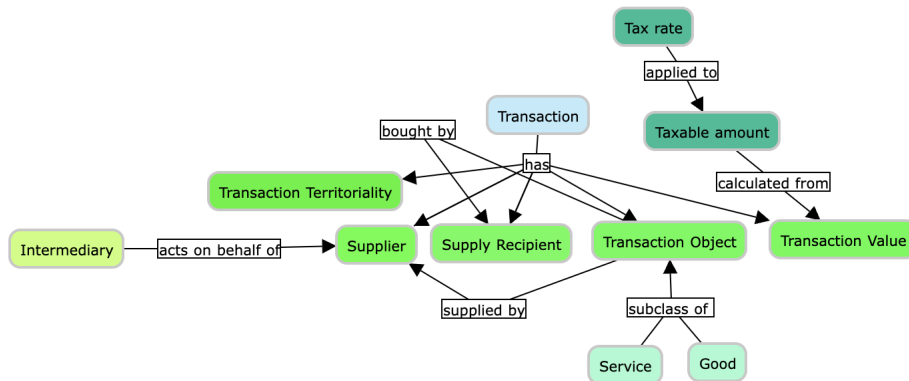 Tax rate
applied to
Transaction
bought by
Taxable amount
has
calculated from
Transaction Territoriality
Intermediary
acts on behalf of
Supplier
Supply Recipient
Transaction Object
Transaction Value
supplied by
subclass of
Service
Good